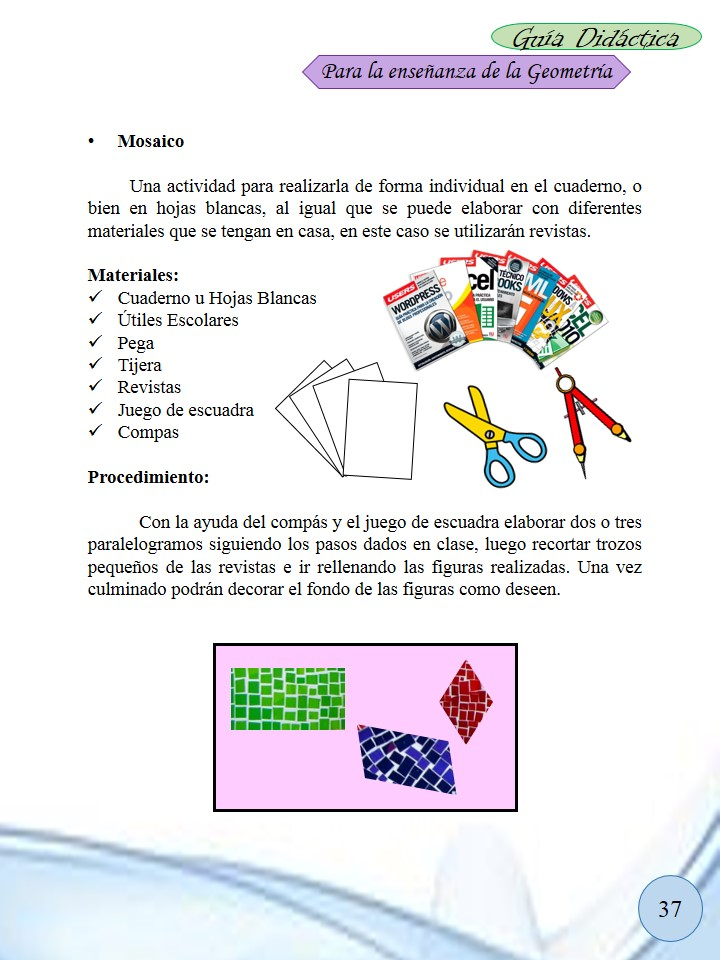 Guía Didáctica
Para la enseñanza de la Geometría
• Mosaico
Una actividad para realizarla de forma individual en el cuaderno, o
bien en hojas blancas, al igual que se puede elaborar con diferentes
materiales que se tengan en casa, en este caso se utilizarán revistas.
Materiales:
✓ Cuaderno u Hojas Blancas
✓ Útiles Escolares
✓ Pega
✓ Tijera
✓ Revistas
✓ Juego de escuadra
✓ Compas
USERS
WORDPRESS
Procedimiento:
Con la ayuda del compás y el juego de escuadra elaborar dos o tres
paralelogramos siguiendo los pasos dados en clase, luego recortar trozos
pequeños de las revistas e ir rellenando las figuras realizadas. Una vez
culminado podrán decorar el fondo de las figuras como deseen.
37